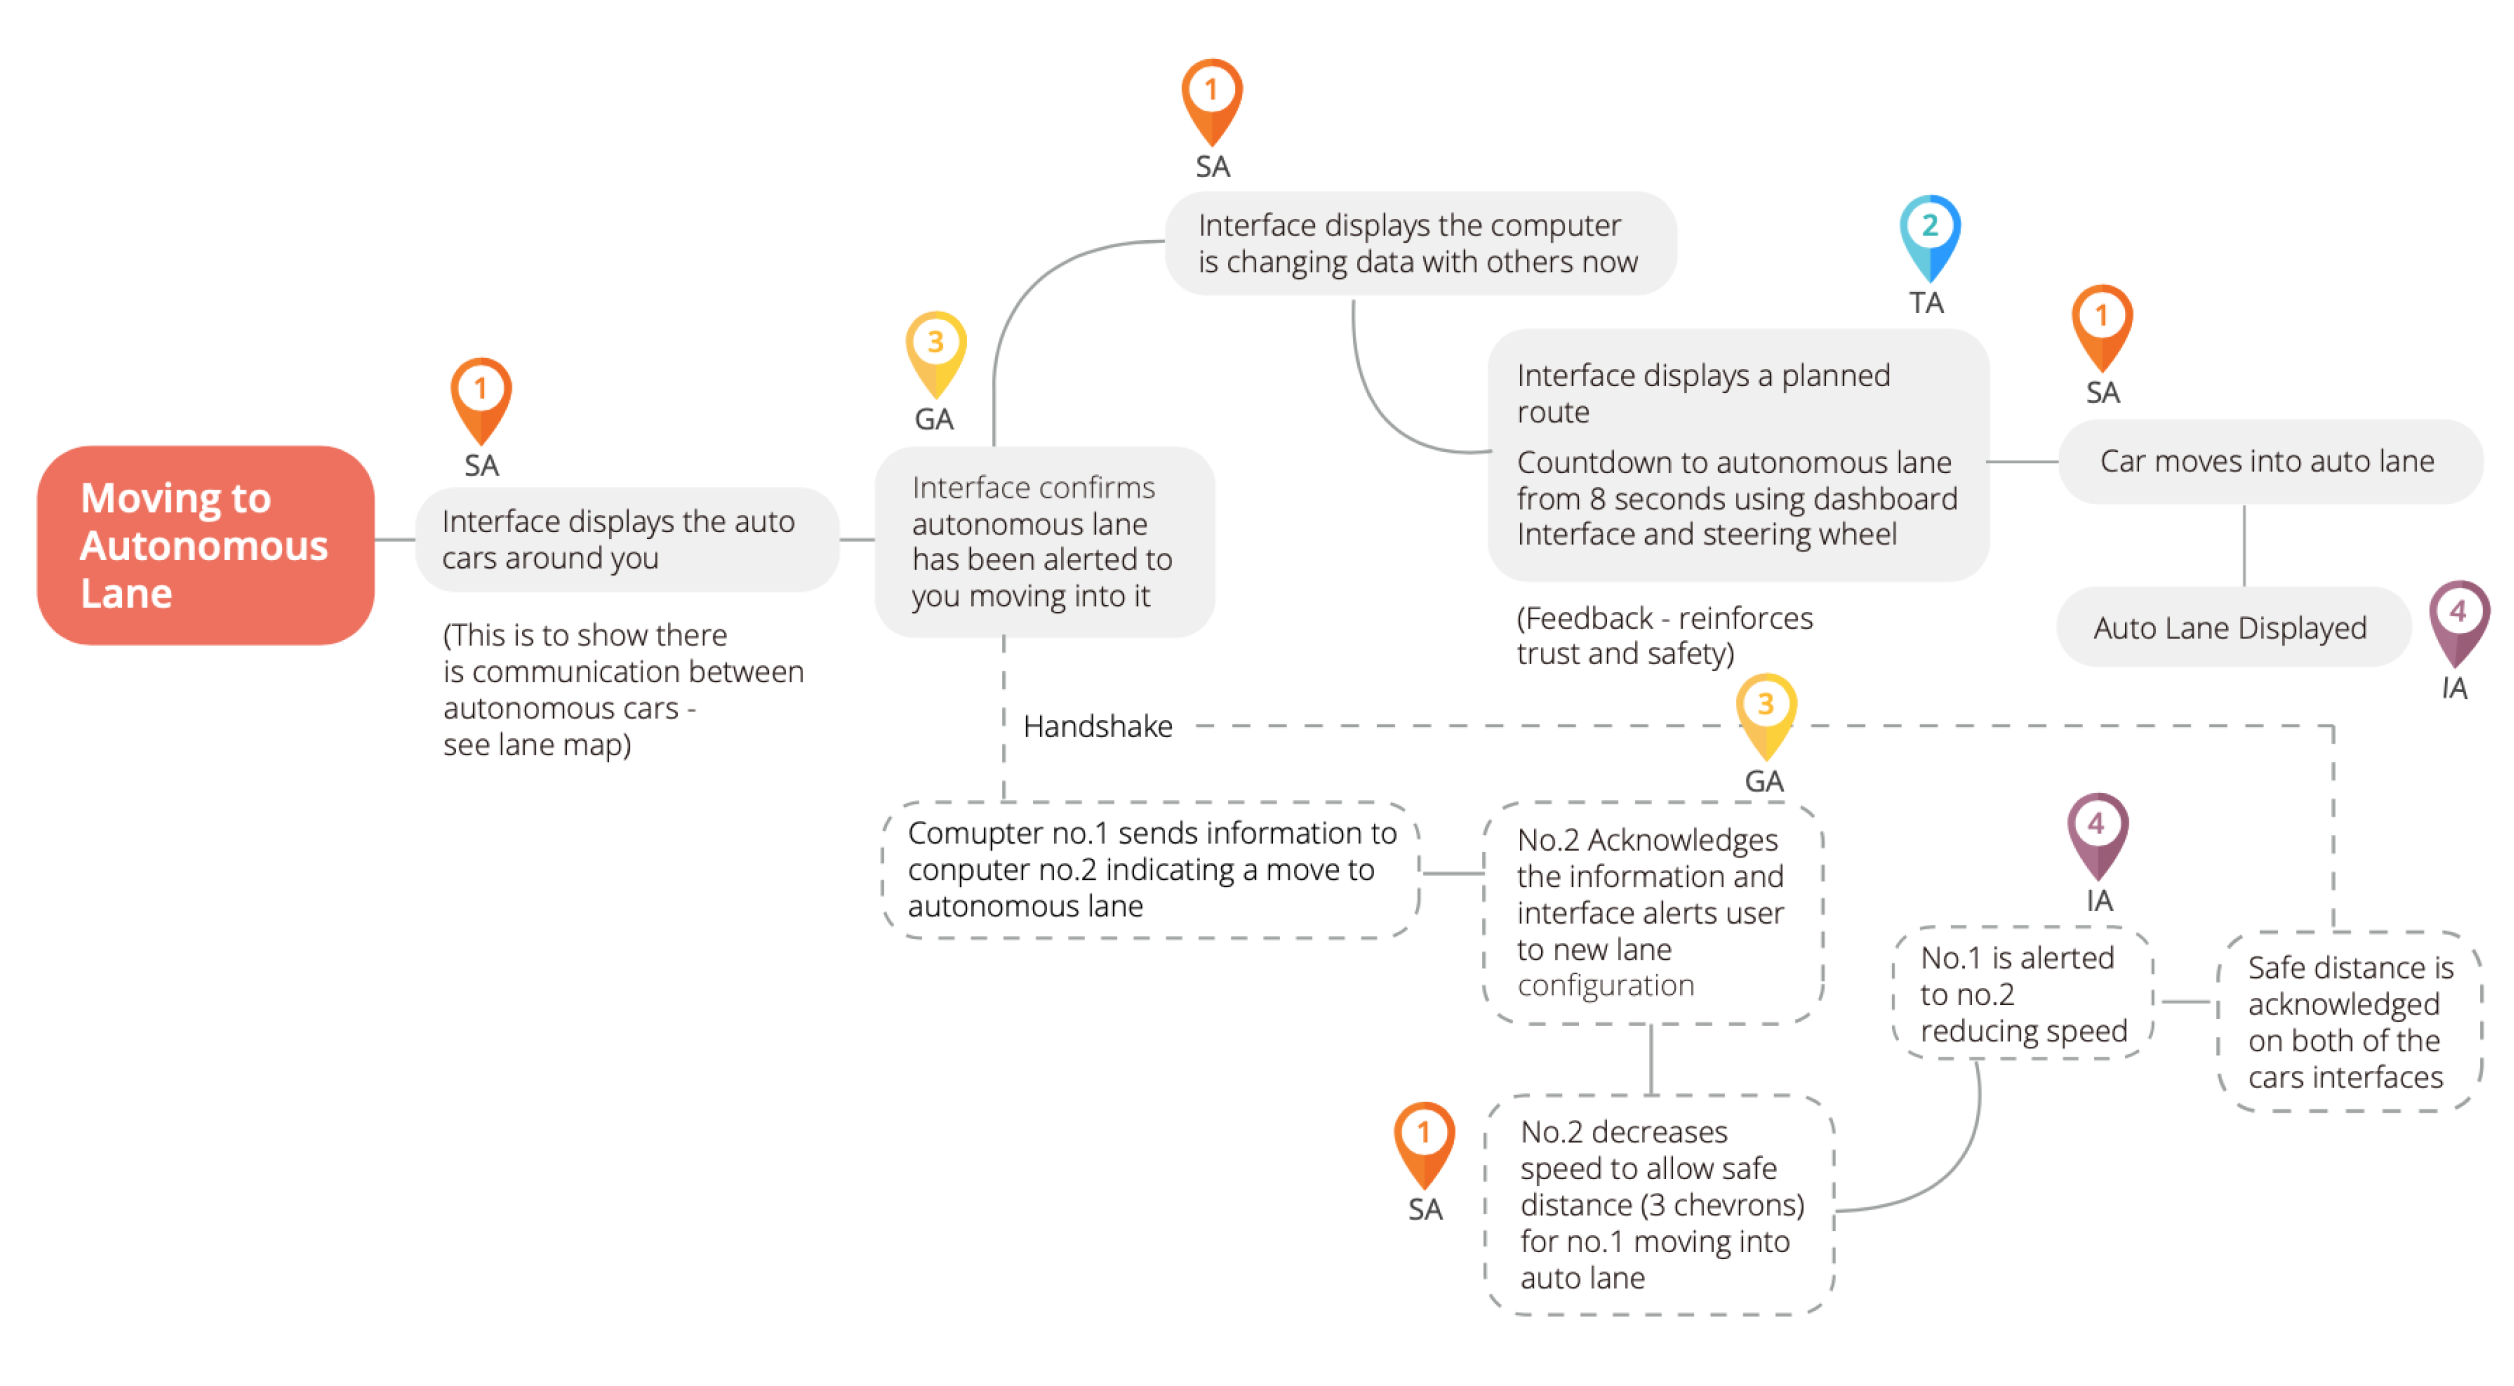 Moving to
Autonomous
Lane
1
SA
Interface displays the auto
cars around you
(This is to show there
is communication between
autonomous cars -
see lane map)
3
GA
Interface confirms
autonomous lane
has been alerted to
you moving into it
1
SA
Interface displays the computer
is changing data with others now
2
TA
Interface displays a planned
route
Countdown to autonomous lane
from 8 seconds using dashboard
Interface and steering wheel
(Feedback - reinforces
trust and safety)
1
SA
Car moves into auto lane
Auto Lane Displayed
4
IA
Handshake
Comupter no.1 sends information to
conputer no.2 indicating a move to
autonomous lane
3
GA
No.2 Acknowledges
the information and
interface alerts user
to new lane
configuration
1
SA
No.2 decreases
speed to allow safe
distance (3 chevrons)
for no.1 moving into
auto lane
4
IA
No.1 is alerted
to no.2
reducing speed
Safe distance is
acknowledged
on both of the
cars interfaces